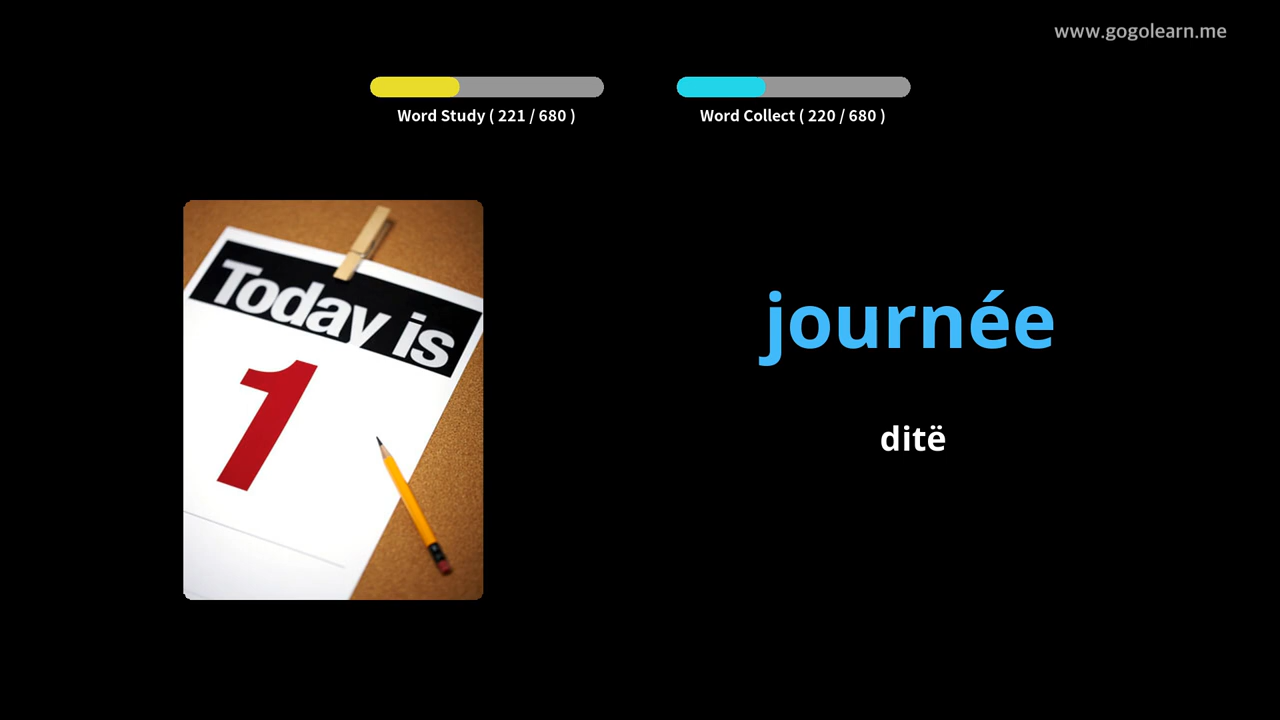 www.gogolearn.me
Word Study ( 221 / 680 )
Word Collect ( 220 / 680 )
Today is
1
journée
ditë